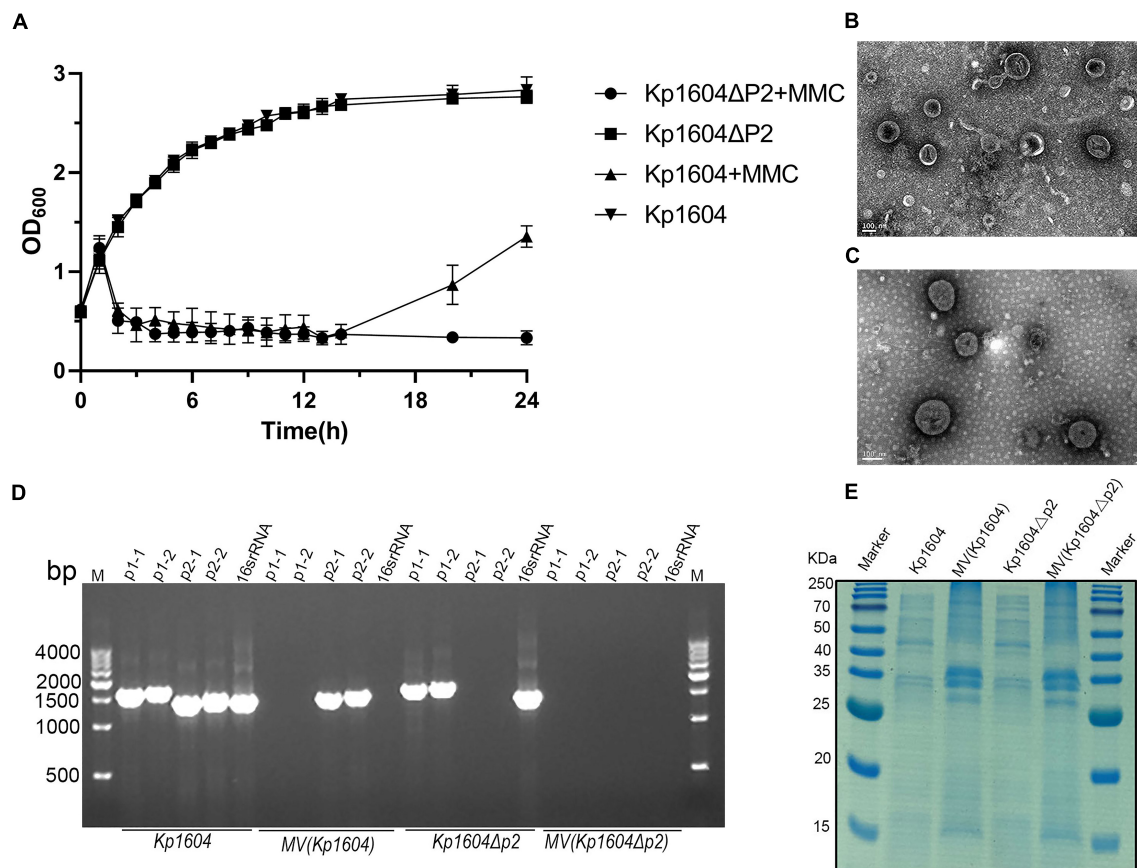 A
3
2
1
0
OD600
0
6
12
18
24
Time(h)
Kp1604ΔP2+MMC
Kp1604ΔP2
Kp1604+MMC
Kp1604
B
100 nm
C
100 nm
D
bp
M
p1-1
p1-2
p2-1
p2-2
16srRNA
p1-1
p1-2
p2-1
p2-2
16srRNA
p1-1
p1-2
p2-1
p2-2
16srRNA
p1-1
p1-2
p2-1
p2-2
16srRNA
M
4000
2000
1500
1000
500
Kp1604
MV(Kp1604)
Kp1604Δp2
MV(Kp1604Δp2)
E
KDa
Marker
Kp1604
MV(Kp1604)
Kp1604△p2
MV(Kp1604△p2)
Marker
250
70
50
40
35
25
20
15